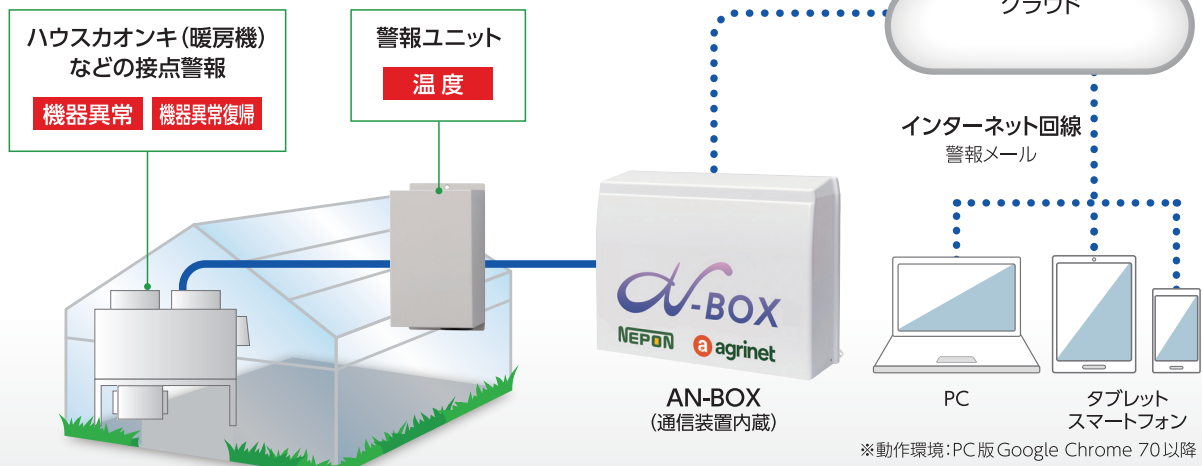 ハウスカオンキ(暖房機)
などの接点警報
機器異常 機器異常復帰
警報ユニット
温度
クラウド
インターネット回線
警報メール
AN-BOX
NEPON agrinet
AN-BOX
(通信装置内蔵)
PC
タブレット
スマートフォン
※動作環境:PC版Google Chrome 70以降